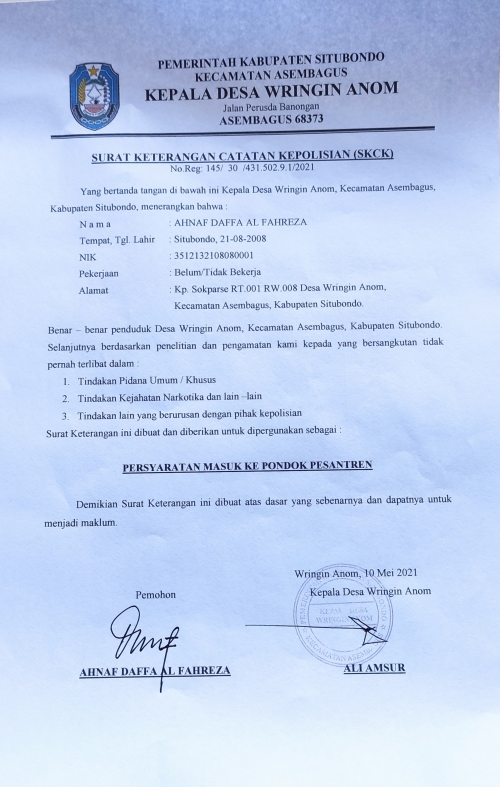 PEMERINTAH KABUPATEN SITUBONDO
KECAMATAN ASEMBAGUS
KEPALA DESA WRINGIN ANOM
Jalan Perusda Banongan
ASEMBAGUS 68373
SURAT KETERANGAN CATATAN KEPOLISIAN (SKCK)
No.Reg: 145/ 30 /431.502.9.1/2021
Yang bertanda tangan di bawah ini Kepala Desa Wringin Anom, Kecamatan Asembagus,
Kabupaten Situbondo, menerangkan bahwa :
N a m a : AHNAF DAFFA AL FAHREZA
Tempat, Tgl. Lahir : Situbondo, 21-08-2008
NIK : 3512132108080001
Pekerjaan : Belum/Tidak Bekerja
Alamat : Kp. Sokparse RT.001 RW.008 Desa Wringin Anom,
Kecamatan Asembagus, Kabupaten Situbondo.
Benar – benar penduduk Desa Wringin Anom, Kecamatan Asembagus, Kabupaten Situbondo.
Selanjutnya berdasarkan penelitian dan pengamatan kami kepada yang bersangkutan tidak
pernah terlibat dalam :
1. Tindakan Pidana Umum / Khusus
2. Tindakan Kejahatan Narkotika dan lain –lain
3. Tindakan lain yang berurusan dengan pihak kepolisian
Surat Keterangan ini dibuat dan diberikan untuk dipergunakan sebagai :
PERSYARATAN MASUK KE PONDOK PESANTREN
Demikian Surat Keterangan ini dibuat atas dasar yang sebenarnya dan dapatnya untuk
menjadi maklum.
Wringin Anom, 10 Mei 2021
Pemohon
Kepala Desa Wringin Anom
KEPALA DESA
WRINGIN ANOM
AHNAF DAFFA AL FAHREZA
ALI AMSUR